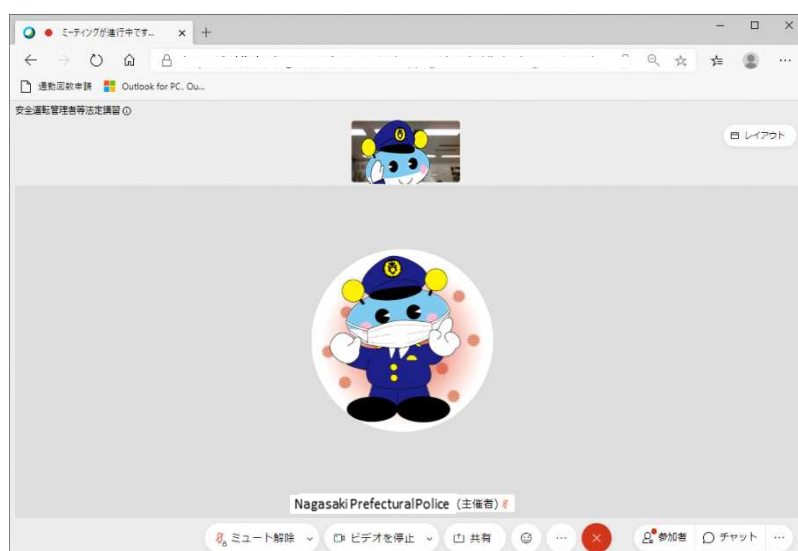 ミーティングが進行中です...
通勤回数申請 Outlook for PC、Ou...
安全運転管理者等法定講習
レイアウト
Nagasaki Prefectural Police (主催者)
ミュート解除 ビデオを停止 共有 参加者 チャット